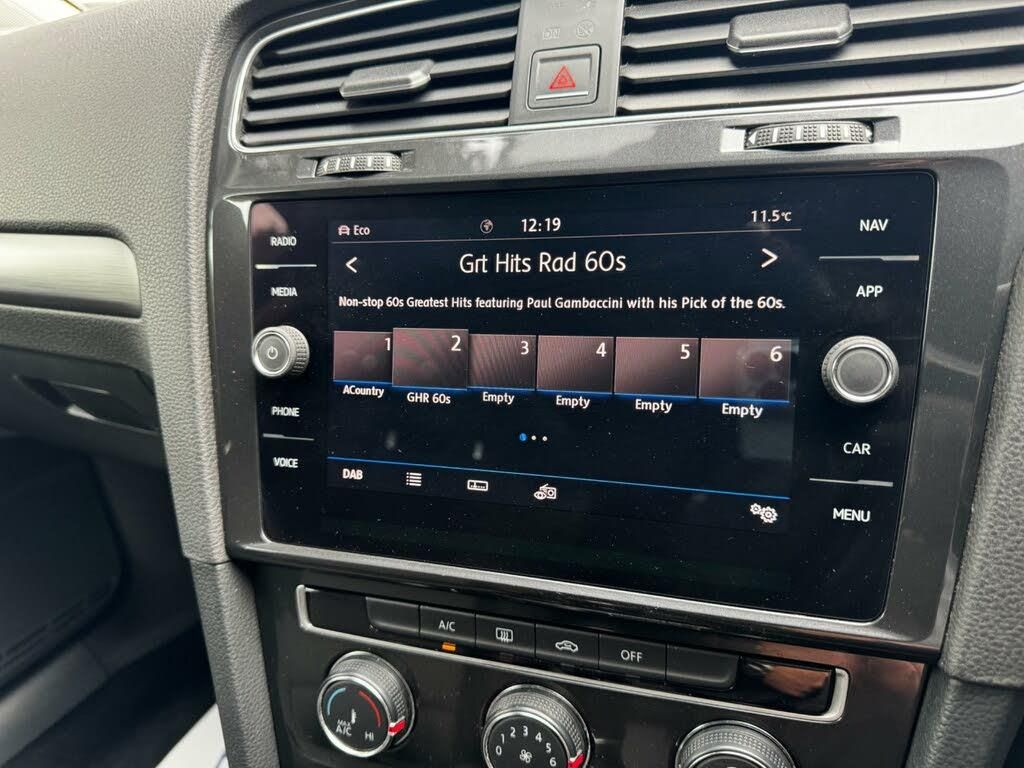 RADIO
MEDIA
PHONE
VOICE
Eco
12:19
11.5°C
< Grt Hits Rad 60s >
Non-stop 60s Greatest Hits featuring Paul Gambaccini with his Pick of the 60s.
1 2 3 4 5 6
ACountry GHR 60s Empty Empty Empty Empty
DAB
NAV
APP
CAR
MENU
A/C
OFF
MAX
A/C HI
0 1 2 3 4 5 6